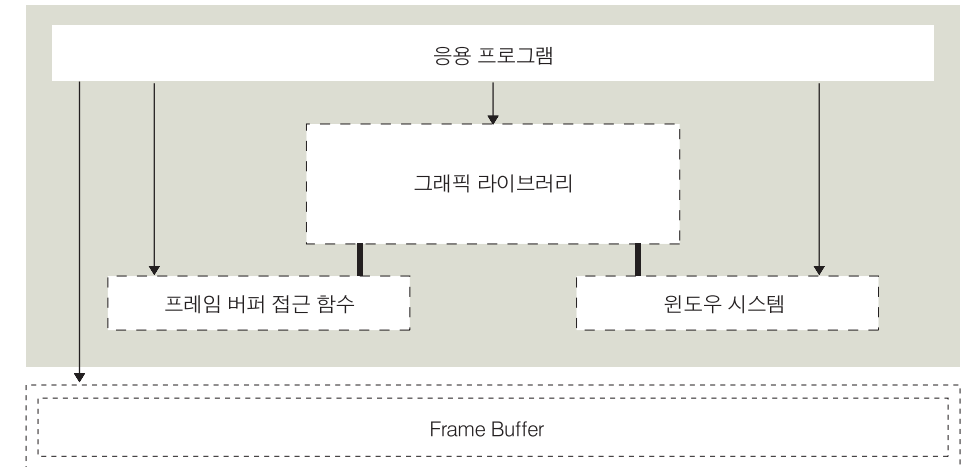 응용 프로그램
그래픽 라이브러리
프레임 버퍼 접근 함수
윈도우 시스템
Frame Buffer